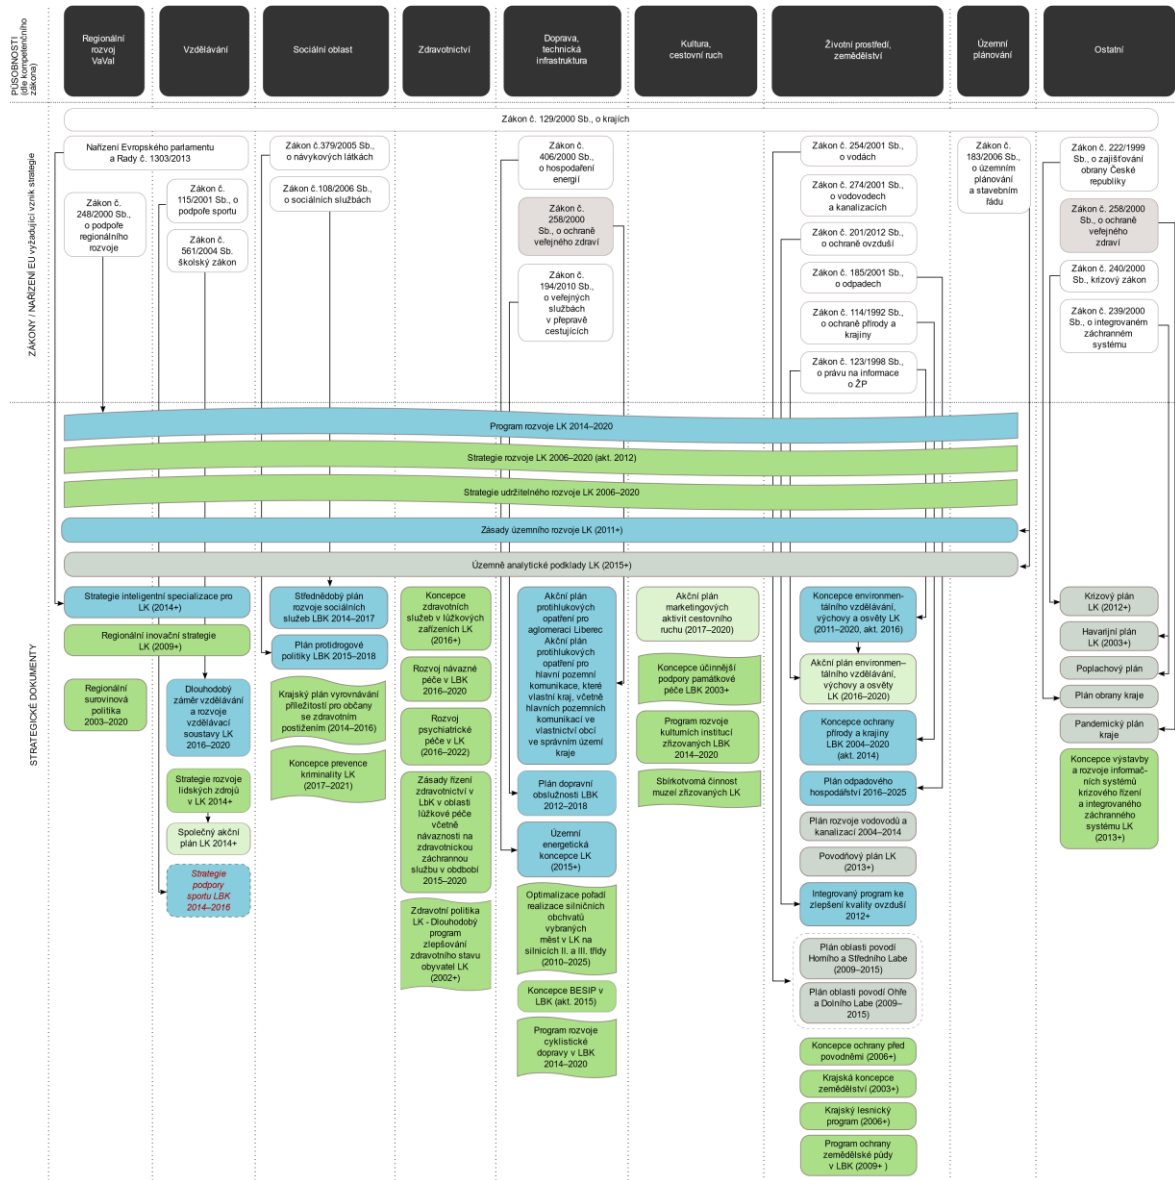 PŮSOBNOSTI
(dle kompetenčního
zákona)
Regionální
rozvoj
VaVaI
Vzdělávání
Sociální oblast
Zdravotnictví
Doprava,
technická
infrastruktura
Kultura,
cestovní ruch
Životní prostředí,
zemědělství
Územní
plánování
Ostatní
ZÁKONY / NAŘÍZENÍ EU vyžadující vznik strategie
Zákon č. 129/2000 Sb., o krajích
Nařízení Evropského parlamentu
a Rady č. 1303/2013
Zákon č.
248/2000 Sb.,
o podpoře
regionálního
rozvoje
Zákon č.
115/2001 Sb., o
podpoře sportu
Zákon č.
561/2004 Sb.
školský zákon
Zákon č.379/2005 Sb.,
o návykových látkách
Zákon č.108/2006 Sb.,
o sociálních službách
Zákon č.
406/2000 Sb.,
o hospodaření
energií
Zákon č.
258/2000
Sb., o ochraně
veřejného zdraví
Zákon č.
194/2010 Sb.,
o veřejných
službách
v přepravě
cestujících
Zákon č. 254/2001 Sb.,
o vodách
Zákon č. 274/2001 Sb.,
o vodovodech
a kanalizacích
Zákon č. 201/2012 Sb.,
o ochraně ovzduší
Zákon č. 185/2001 Sb.,
o odpadech
Zákon č. 114/1992 Sb.,
o ochraně přírody a
krajiny
Zákon č. 123/1998 Sb.,
o právu na informace
o ŽP
Zákon č.
183/2006 Sb.,
o územním
plánování
a stavebním
řádu
Zákon č. 222/1999
Sb., o zajišťování
obrany České
republiky
Zákon č. 258/2000
Sb., o ochraně
veřejného
zdraví
Zákon č. 240/2000
Sb., krizový zákon
Zákon č. 239/2000
Sb., o integrovaném
záchranném
systému
STRATEGICKÉ DOKUMENTY
Program rozvoje LK 2014–2020
Strategie rozvoje LK 2006–2020 (akt. 2012)
Strategie udržitelného rozvoje LK 2006–2020
Zásady územního rozvoje LK (2011+)
Územně analytické podklady LK (2015+)
Strategie inteligentní specializace pro
LK (2014+)
Regionální inovační strategie
LK (2009+)
Regionální
surovinová
politika
2003–2020
Dlouhodobý
záměr vzdělávání
a rozvoje
vzdělávací
soustavy LK
2016–2020
Strategie rozvoje
lidských zdrojů
v LK 2014+
Společný akční
plán LK 2014+
Strategie
podpory
sportu LBK
2014–2016
Střednědobý plán
rozvoje sociálních
služeb LBK
2014–2017
Plán protidrogové
politiky LBK 2015–2018
Krajský plán vyrovnávání
příležitostí pro občany
se zdravotním
postižením (2014–2016)
Koncepce prevence
kriminality LK
(2017–2021)
Koncepce
zdravotních
služeb v lůžkových
zařízeních LK
(2016+)
Rozvoj návazné
péče v LBK
2016–2020
Rozvoj
psychiatrické
péče v LK
(2016–2022)
Zásady řízení
zdravotnictví v
LbK v oblasti
lůžkové péče
včetně
návaznosti na
zdravotnickou
záchrannou
službu v období
2015–2020
Zdravotní politika
LK - Dlouhodobý
program
zlepšování
zdravotního stavu
obyvatel LK
(2002+)
Akční plán
protihlukových
opatření pro
aglomeraci Liberec
Akční plán
protihlukových
opatření pro
hlavní pozemní
komunikace, které
vlastní kraj, včetně
hlavních pozemních
komunikací ve
vlastnictví obcí
ve správním území
kraje
Plán dopravní
obslužnosti LBK
2012–2018
Územní
energetická
koncepce LK
(2015+)
Optimalizace pořadí
realizace silničních
obchvatů
vybraných
měst v LK na
silnicích II. a III. třídy
(2010–2025)
Koncepce BESIP v
LBK (akt. 2015)
Program rozvoje
cyklistické
dopravy v LBK
2014–2020
Akční plán
marketingových
aktivit cestovního
ruchu (2017–2020)
Koncepce účinnější
podpory památkové
péče LBK 2003+
Program rozvoje
kulturních institucí
zřizovaných LBK
2014–2020
Sbírkotvorná činnost
muzeí zřizovaných LK
Koncepce environmen-
tálního vzdělávání,
výchovy a osvěty LK
(2011–2020, akt. 2016)
Akční plán environmen-
tálního vzdělávání,
výchovy a osvěty
LK (2016–2020)
Koncepce ochrany
přírody a krajiny
LBK 2004–2020
(akt. 2014)
Plán odpadového
hospodářství 2016–2025
Plán rozvoje vodovodů
a kanalizací 2004–2014
Povodňový plán LK
(2013+)
Integrovaný program ke
zlepšení kvality ovzduší
2012+
Plán oblasti povodí
Horního a Středního Labe
(2009–2015)
Plán oblasti povodí Ohře
a Dolního Labe (2009–
2015)
Koncepce ochrany před
povodněmi (2006+)
Krajská koncepce
zemědělství (2003+)
Krajský lesnický
program (2006+)
Program ochrany
zemědělské půdy
v LBK (2009+ )
Krizový plán
LK (2012+)
Havarijní plán
LK (2003+)
Poplachový plán
Plán obrany kraje
Pandemický plán
kraje
Koncepce výstavby
a rozvoje informač-
ních systémů
krizového řízení
a integrovaného
záchranného
systému LK
(2013+)